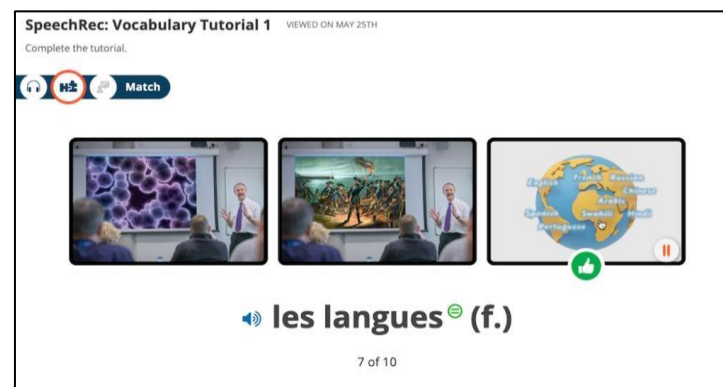 SpeechRec: Vocabulary Tutorial 1 VIEWED ON MAY 25TH
Complete the tutorial.
Match
English French Russian
Chinese
Arabic
Spanish Swahili Hindi
Portuguese
les langues (f.)
7 of 10